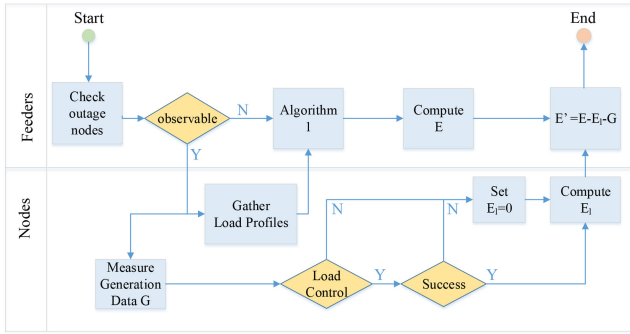 Start
End
Feeders
Check
outage
nodes
observable
N
Algorithm
1
Compute
E
E’ =E-El-G
Y
Nodes
Gather
Load Profiles
N
N
Set
El=0
Compute
El
Measure
Generation
Data G
Load
Control
Y
Success
Y